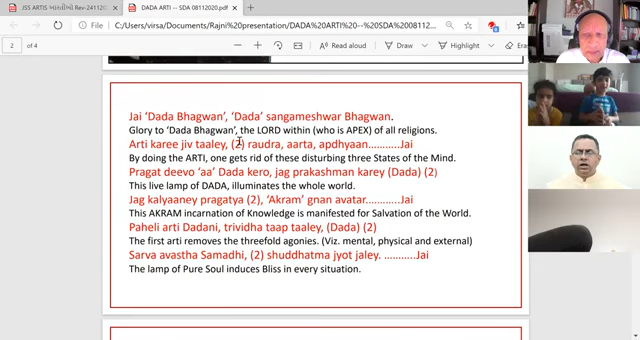 JSS ARTIS
Rev-24110
DADA%20ARTI%20--%20SDA%2008112020.pdf
C:/Users/virsa/Documents/Rajni%20presentation/DADA%20ARTI%20--%20SDA%2008112
2 of 4
Read aloud
Draw
Highlight
Jai ‘Dada Bhagwan’, ‘Dada’ sangameshwar Bhagwan.
Glory to ‘Dada Bhagwan’, the LORD within (who is APEX) of all religions.
Arti karee jiv taaley, (2) raudra, aarta, apdhyaan............Jai
By doing the ARTI, one gets rid of these disturbing three States of the Mind.
Pragat deevo ‘aa’ Dada kero, jag prakashman karey (Dada) (2)
This live lamp of DADA, illuminates the whole world.
Jag kalyaaney pragatya (2), ‘Akram’ gnan avatar............Jai
This AKRAM incarnation of Knowledge is manifested for Salvation of the World.
Paheli arti Dadani, trividha taap taaley, (Dada) (2)
The first arti removes the threefold agonies. (Viz. mental, physical and external)
Sarva avastha Samadhi, (2) shuddhatma jyot jaley. ...........Jai
The lamp of Pure Soul induces Bliss in every situation.